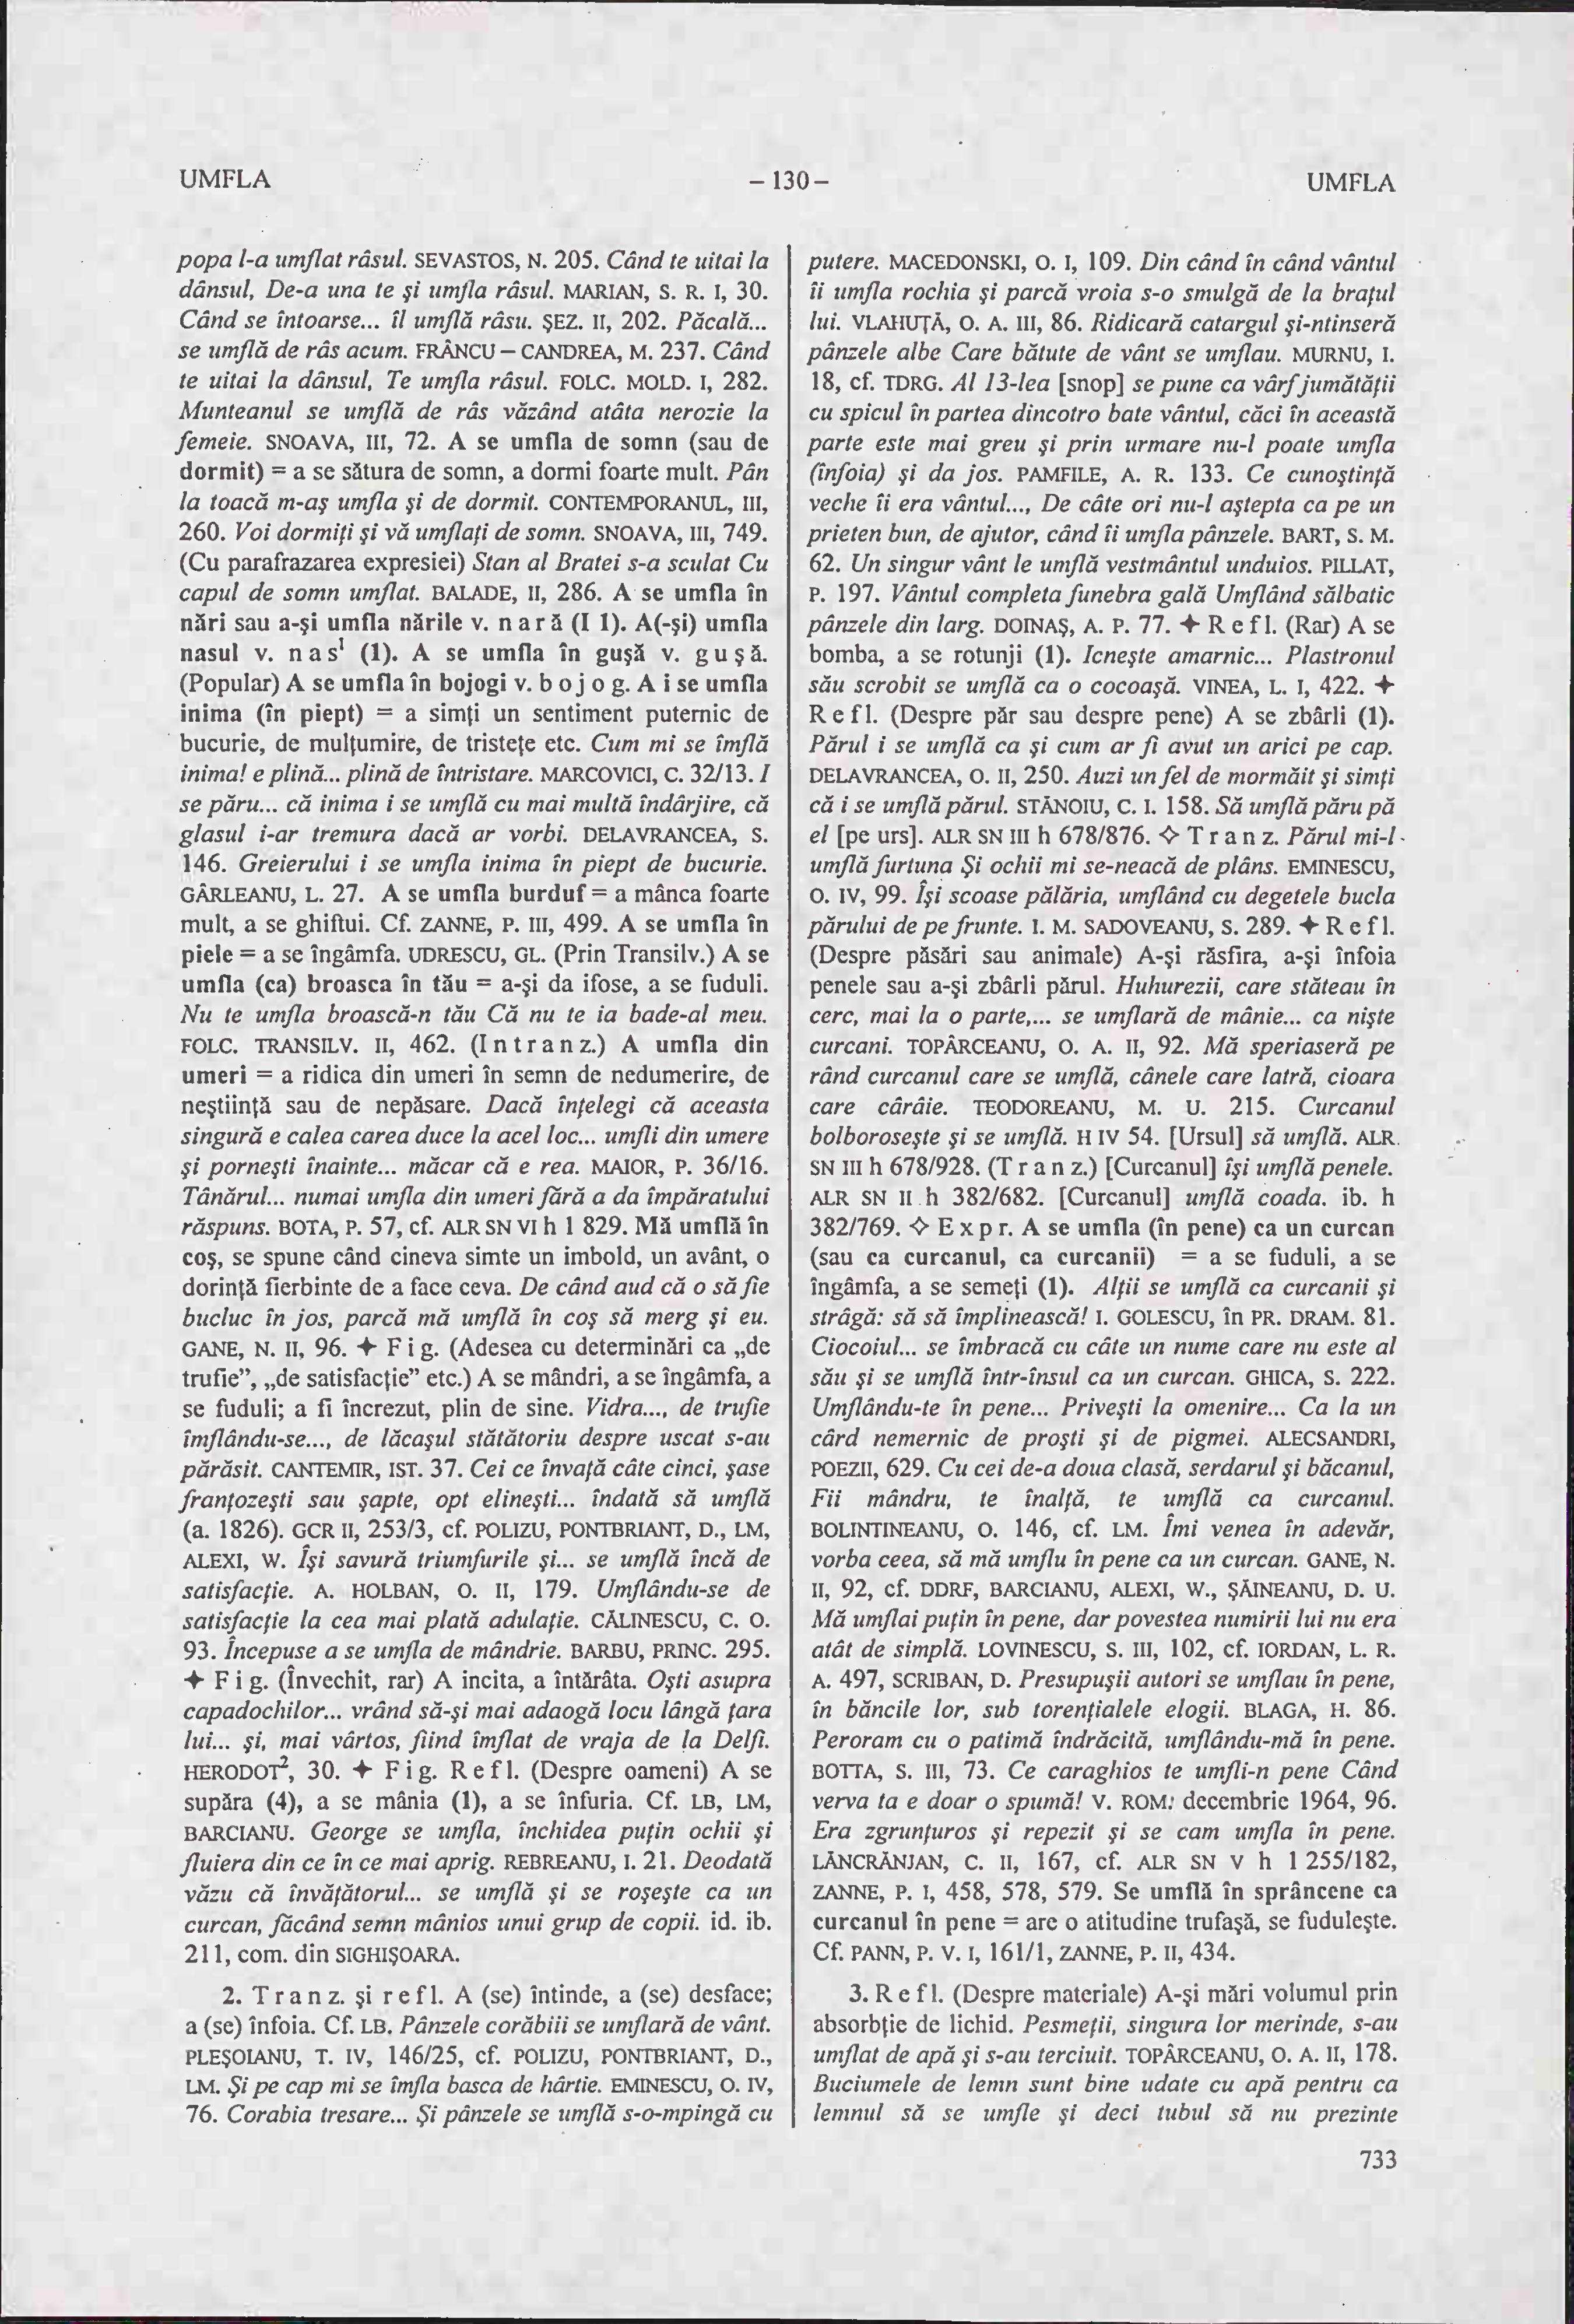 UMFLA
– 130 –
UMFLA
popa l-a umflat râsul. SEVASTOS, N. 205. Când te uitai la
dânsul, De-a una te şi umfla râsul. MARIAN, S. R. I, 30.
Când se întoarse... îl umflă râsu. ŞEZ. II, 202. Păcală...
se umflă de râs acum. FRÂNCU – CANDREA, M. 237. Când
te uitai la dânsul, Te umfla râsul. FOLC. MOLD. I, 282.
Munteanul se umflă de râs văzând atâta nerozie la
femeie. SNOAVA, III, 72. A se umfla de somn (sau de
dormit) = a se sătura de somn, a dormi foarte mult. Pân
la toacă m-aş umfla şi de dormit. CONTEMPORANUL, III,
260. Voi dormiţi şi vă umflaţi de somn. SNOAVA, III, 749.
(Cu parafrazarea expresiei) Stan al Bratei s-a sculat Cu
capul de somn umflat. BALADE, II, 286. A se umfla în
nări sau a-şi umfla nările v. n a r ă (I 1). A(-şi) umfla
nasul v. n a s¹ (1). A se umfla în guşă v. g u ş ă.
(Popular) A se umfla în bojogi v. b o j o g. A i se umfla
inima (în piept) = a simţi un sentiment puternic de
bucurie, de mulţumire, de tristeţe etc. Cum mi se îmflă
inima! e plină... plină de întristare. MARCOVICI, C. 32/13. I
se păru... că inima i se umflă cu mai multă îndârjire, că
glasul i-ar tremura dacă ar vorbi. DELAVRANCEA, S.
146. Greierului i se umfla inima în piept de bucurie.
GÂRLEANU, L. 27. A se umfla burduf = a mânca foarte
mult, a se ghiftui. Cf. ZANNE, P. III, 499. A se umfla în
piele = a se îngâmfa. UDRESCU, GL. (Prin Transilv.) A se
umfla (ca) broasca în tău = a-şi da ifose, a se fuduli.
Nu te umfla broască-n tău Că nu te ia bade-al meu.
FOLC. TRANSILV. II, 462. (I n t r a n z.) A umfla din
umeri = a ridica din umeri în semn de nedumerire, de
neştiinţă sau de nepăsare. Dacă înţelegi că aceasta
singură e calea carea duce la acel loc... umfli din umere
şi porneşti înainte... măcar că e rea. MAIOR, P. 36/16.
Tânărul... numai umfla din umeri fără a da împăratului
răspuns. BOTA, P. 57, cf. ALR SN VI h 1 829. Mă umflă în
coş, se spune când cineva simte un imbold, un avânt, o
dorinţă fierbinte de a face ceva. De când aud că o să fie
bucluc în jos, parcă mă umflă în coş să merg şi eu.
GANE, N. II, 96. ✦ F i g. (Adesea cu determinări ca „de
trufie”, „de satisfacţie” etc.) A se mândri, a se îngâmfa, a
se fuduli; a fi încrezut, plin de sine. Vidra..., de trufie
îmflându-se..., de lăcaşul stătătoriu despre uscat s-au
părăsit. CANTEMIR, IST. 37. Cei ce învaţă câte cinci, şase
franţozeşti sau şapte, opt elineşti... îndată să umflă
(a. 1826). GCR II, 253/3, cf. POLIZU, PONTBRIANT, D., LM,
ALEXI, W. Îşi savură triumfurile şi... se umflă încă de
satisfacţie. A. HOLBAN, O. II, 179. Umflându-se de
satisfacţie la cea mai plată adulaţie. CĂLINESCU, C. O.
93. Începuse a se umfla de mândrie. BARBU, PRINC. 295.
✦ F i g. (Învechit, rar) A incita, a întărâta. Oşti asupra
capadochilor... vrând să-şi mai adaogă locu lângă ţara
lui... şi, mai vârtos, fiind îmflat de vraja de la Delfi.
HERODOT², 30. ✦ F i g. R e f l. (Despre oameni) A se
supăra (4), a se mânia (1), a se înfuria. Cf. LB, LM,
BARCIANU. George se umfla, închidea puţin ochii şi
fluiera din ce în ce mai aprig. REBREANU, I. 21. Deodată
văzu că învăţătorul... se umflă şi se roşeşte ca un
curcan, făcând semn mânios unui grup de copii. id. ib.
211, com. din SIGHIŞOARA.
2. T r a n z. şi r e f l. A (se) întinde, a (se) desface;
a (se) înfoia. Cf. LB. Pânzele corăbiii se umflară de vânt.
PLEŞOIANU, T. IV, 146/25, cf. POLIZU, PONTBRIANT, D.,
LM. Şi pe cap mi se îmfla basca de hârtie. EMINESCU, O. IV,
76. Corabia tresare... Şi pânzele se umflă s-o-mpingă cu
putere. MACEDONSKI, O. I, 109. Din când în când vântul
îi umfla rochia şi parcă vroia s-o smulgă de la braţul
lui. VLAHUŢĂ, O. A. III, 86. Ridicară catargul şi-ntinseră
pânzele albe Care bătute de vânt se umflau. MURNU, I.
18, cf. TDRG. Al 13-lea [snop] se pune ca vârf jumătăţii
cu spicul în partea dincotro bate vântul, căci în această
parte este mai greu şi prin urmare nu-l poate umfla
(înfoia) şi da jos. PAMFILE, A. R. 133. Ce cunoştinţă
veche îi era vântul..., De câte ori nu-l aştepta ca pe un
prieten bun, de ajutor, când îi umfla pânzele. BART, S. M.
62. Un singur vânt le umflă vestmântul unduios. PILLAT,
P. 197. Vântul completa funebra gală Umflând sălbatic
pânzele din larg. DOINAŞ, A. P. 77. ✦ R e f l. (Rar) A se
bomba, a se rotunji (1). Icneşte amarnic... Plastronul
său scrobit se umflă ca o cocoaşă. VINEA, L. I, 422. ✦
R e f l. (Despre păr sau despre pene) A se zbârli (1).
Părul i se umflă ca şi cum ar fi avut un arici pe cap.
DELAVRANCEA, O. II, 250. Auzi un fel de mormăit şi simţi
că i se umflă părul. STĂNOIU, C. I. 158. Să umflă păru pă
el [pe urs]. ALR SN III h 678/876. ✧ T r a n z. Părul mi-l
umflă furtuna Şi ochii mi se-neacă de plâns. EMINESCU,
O. IV, 99. Îşi scoase pălăria, umflând cu degetele bucla
părului de pe frunte. I. M. SADOVEANU, S. 289. ✦ R e f l.
(Despre păsări sau animale) A-şi răsfira, a-şi înfoia
penele sau a-şi zbârli părul. Huhurezii, care stăteau în
cerc, mai la o parte,... se umflară de mânie... ca nişte
curcani. TOPÂRCEANU, O. A. II, 92. Mă speriaseră pe
rând curcanul care se umflă, cânele care latră, cioara
care cârâie. TEODOREANU, M. U. 215. Curcanul
bolboroseşte şi se umflă. H IV 54. [Ursul] să umflă. ALR
SN III h 678/928. (T r a n z.) [Curcanul] îşi umflă penele.
ALR SN II h 382/682. [Curcanul] umflă coada. ib. h
382/769. ✧ E x p r. A se umfla (în pene) ca un curcan
(sau ca curcanul, ca curcanii) = a se fuduli, a se
îngâmfa, a se semeţi (1). Alţii se umflă ca curcanii şi
strâgă: să să împlinească! I. GOLESCU, în PR. DRAM. 81.
Ciocoiul... se îmbracă cu câte un nume care nu este al
său şi se umflă într-însul ca un curcan. GHICA, S. 222.
Umflându-te în pene... Priveşti la omenire... Ca la un
cârd nemernic de proşti şi de pigmei. ALECSANDRI,
POEZII, 629. Cu cei de-a doua clasă, serdarul şi băcanul,
Fii mândru, te înalţă, te umflă ca curcanul.
BOLINTINEANU, O. 146, cf. LM. Îmi venea în adevăr,
vorba ceea, să mă umflu în pene ca un curcan. GANE, N.
II, 92, cf. DDRF, BARCIANU, ALEXI, W., ŞĂINEANU, D. U.
Mă umflai puţin în pene, dar povestea numirii lui nu era
atât de simplă. LOVINESCU, S. III, 102, cf. IORDAN, L. R.
A. 497, SCRIBAN, D. Presupuşii autori se umflau în pene,
în băncile lor, sub torenţialele elogii. BLAGA, H. 86.
Peroram cu o patimă îndrăcită, umflându-mă în pene.
BOTTA, S. III, 73. Ce caraghios te umfli-n pene Când
verva ta e doar o spumă! V. ROM. decembrie 1964, 96.
Era zgrunţuros şi repezit şi se cam umfla în pene.
LĂNCRĂNJAN, C. II, 167, cf. ALR SN V h 1 255/182,
ZANNE, P. I, 458, 578, 579. Se umflă în sprâncene ca
curcanul în pene = are o atitudine trufaşă, se fuduleşte.
Cf. PANN, P. V. I, 161/1, ZANNE, P. II, 434.
3. R e f l. (Despre materiale) A-şi mări volumul prin
absorbţie de lichid. Pesmeţii, singura lor merinde, s-au
umflat de apă şi s-au terciuit. TOPÂRCEANU, O. A. II, 178.
Buciumele de lemn sunt bine udate cu apă pentru ca
lemnul să se umfle şi deci tubul să nu prezinte
733